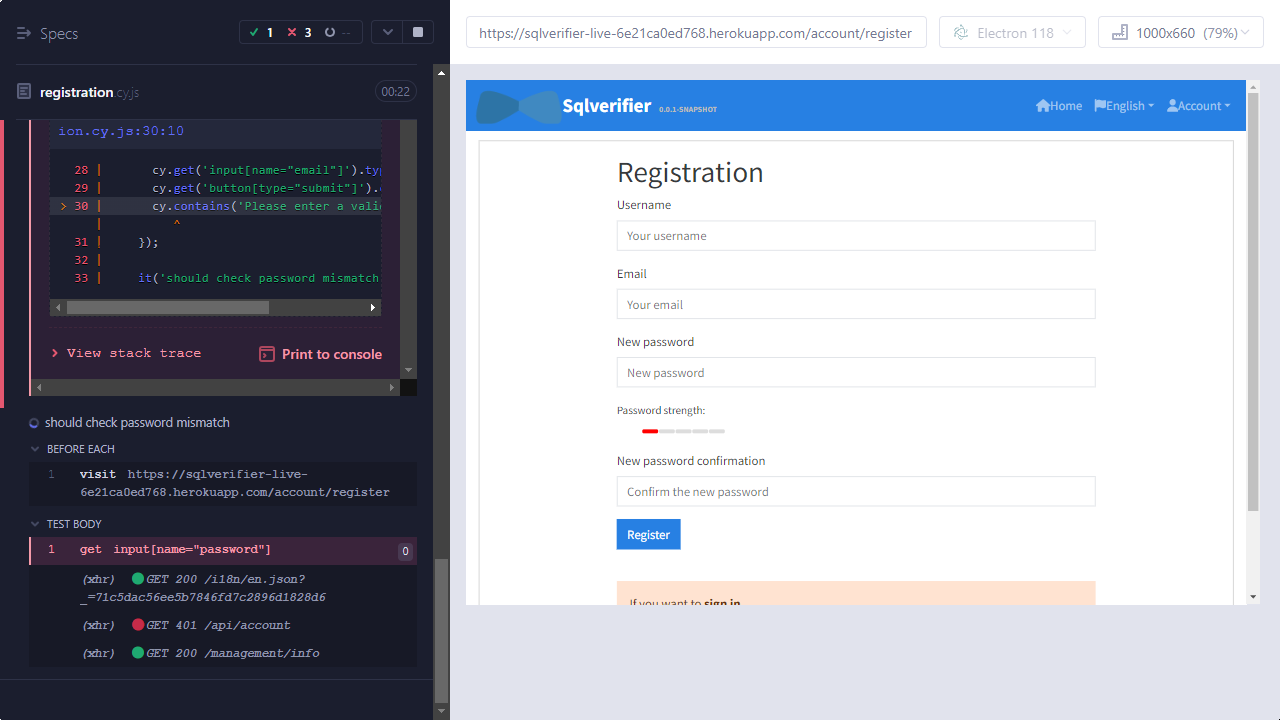 Specs
1 3 --
registration.cy.js 00:22
ion.cy.js:30:10
28 | cy.get('input[name="email"]').typ
29 | cy.get('button[type="submit"]').
> 30 | cy.contains('Please enter a valid
| ^
31 | });
32 |
33 | it('should check password mismatch
View stack trace
Print to console
should check password mismatch
BEFORE EACH
1 visit https://sqlverifier-live-
6e21ca0ed768.herokuapp.com/account/register
TEST BODY
1 get input[name="password"] 0
(xhr) GET 200 /i18n/en.json?
_=71c5dac56ee5b7846fd7c2896d1828d6
(xhr) GET 401 /api/account
(xhr) GET 200 /management/info
https://sqlverifier-live-6e21ca0ed768.herokuapp.com/account/register
Electron 118
1000x660 (79%)
Sqlverifier 0.0.1-SNAPSHOT
Home English Account
Registration
Username
Your username
Email
Your email
New password
New password
Password strength:
New password confirmation
Confirm the new password
Register
If you want to sign in